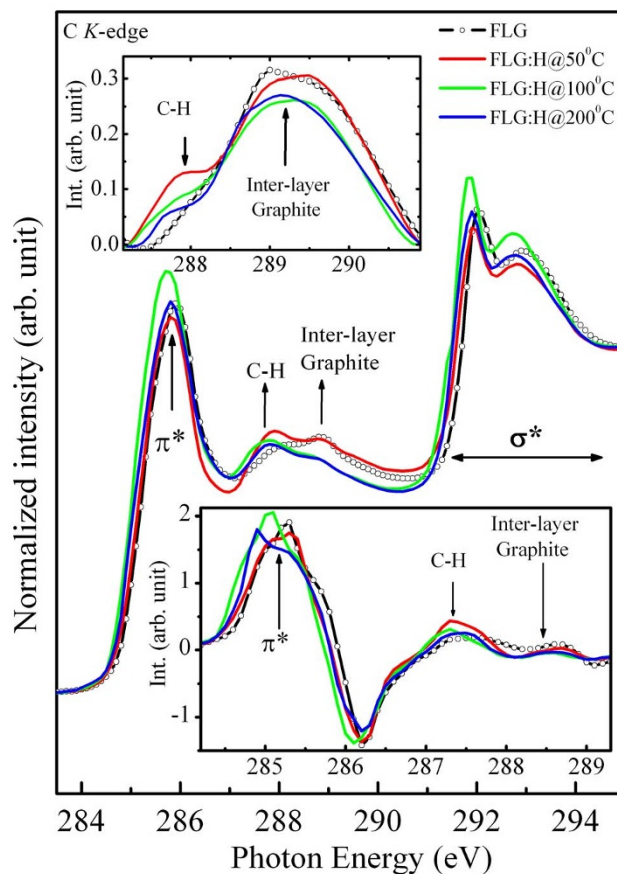 C K-edge
FLG
FLG:H@50⁰C
FLG:H@100⁰C
FLG:H@200⁰C
0.3
0.2
0.1
0.0
Int. (arb. unit)
C-H
Inter-layer
Graphite
288
289
290
Normalized intensity (arb. unit)
π*
C-H
Inter-layer
Graphite
σ*
2
1
-1
Int. (arb. unit)
π*
C-H
Inter-layer
Graphite
285
286
287
288
289
284
286
288
290
292
294
Photon Energy (eV)